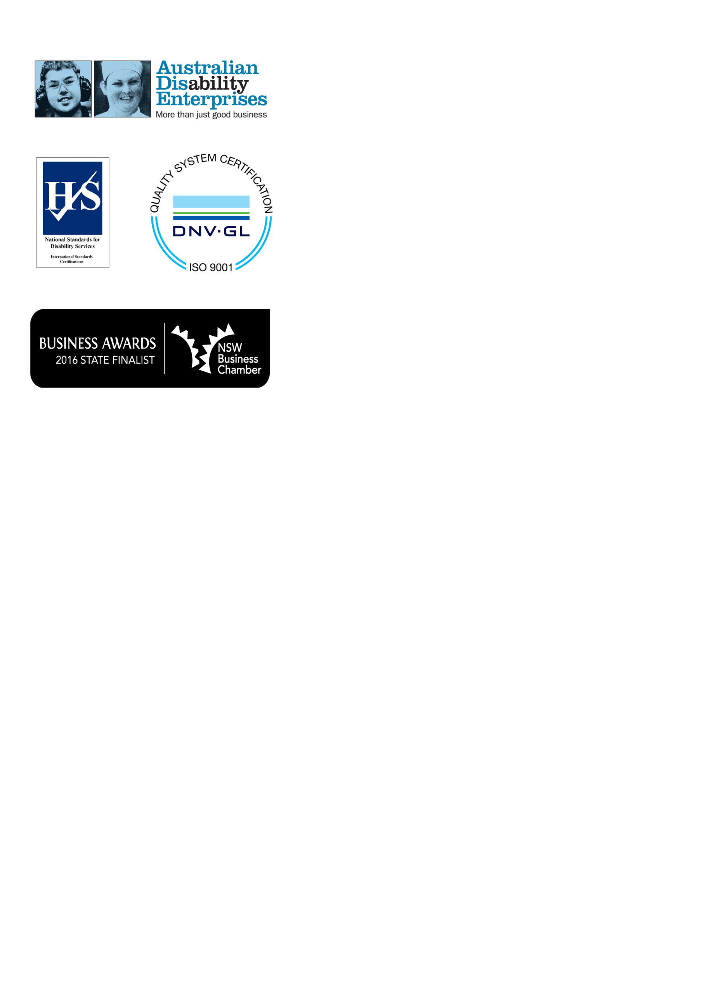 Australian
Disability
Enterprises
More than just good business
HS
National Standards for
Disability Services
International Standards
Certifications
QUALITY SYSTEM CERTIFICATION
DNV·GL
ISO 9001
BUSINESS AWARDS
2016 STATE FINALIST
NSW
Business
Chamber